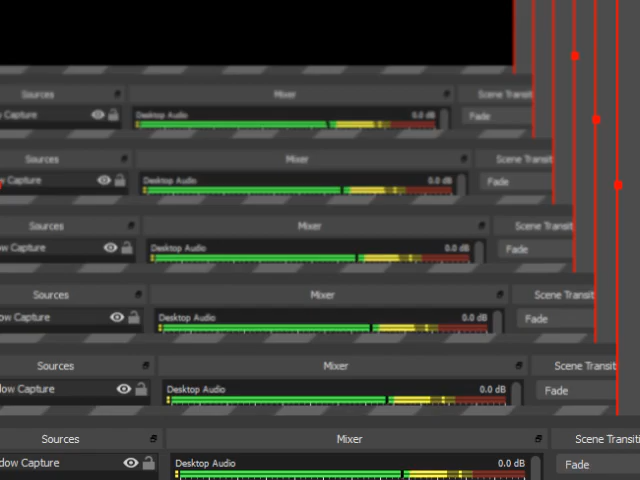 Sources Mixer Scene Transit
Capture Desktop Audio 0.0 dB Fade
Sources Mixer Scene Transit
w Capture Desktop Audio 0.0 dB Fade
Sources Mixer Scene Transit
ow Capture Desktop Audio 0.0 dB Fade
Sources Mixer Scene Transit
ow Capture Desktop Audio 0.0 dB Fade
Sources Mixer Scene Transit
low Capture Desktop Audio 0.0 dB Fade
Sources Mixer Scene Transiti
dow Capture Desktop Audio 0.0 dB Fade